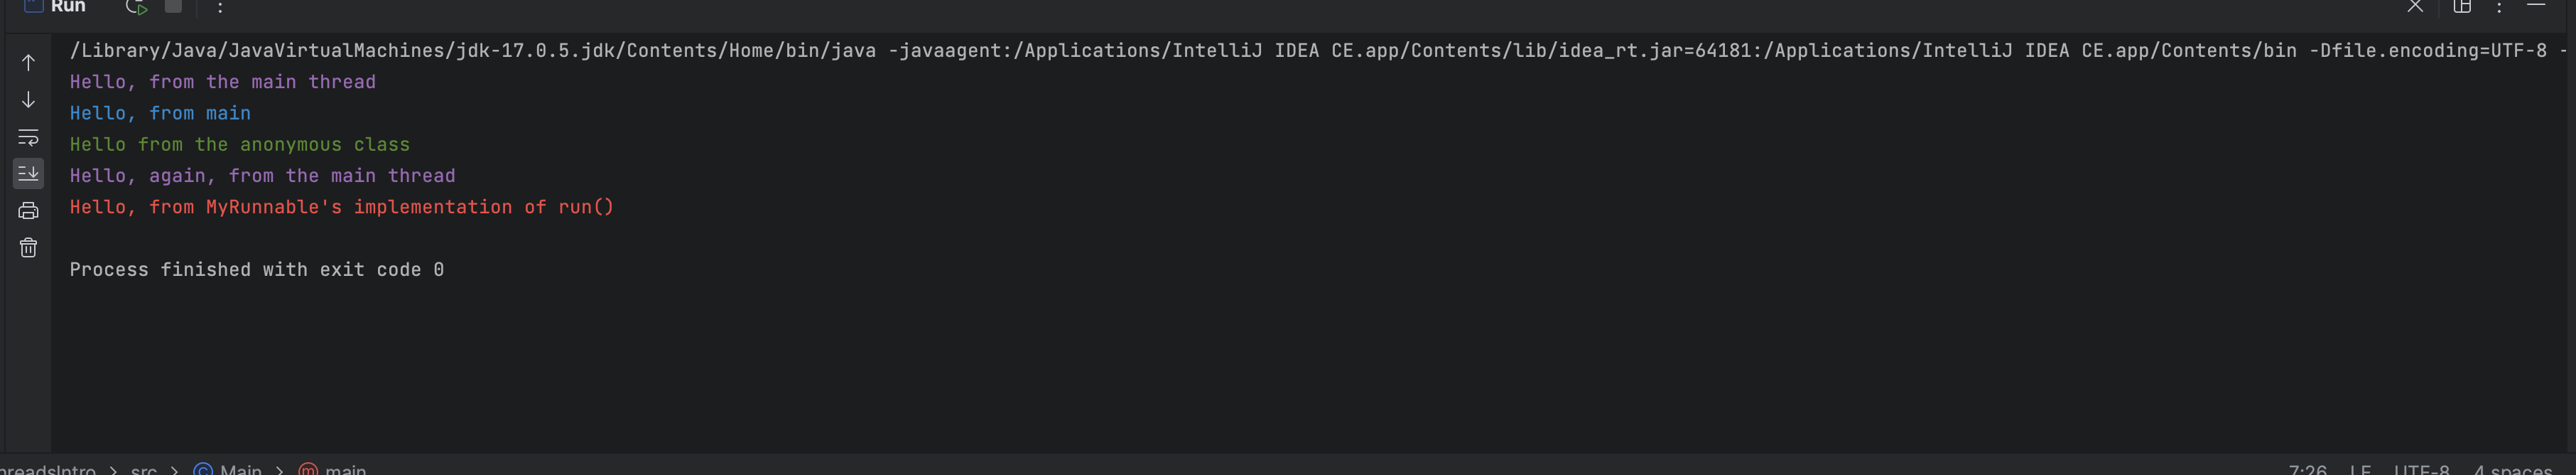 Run
/Library/Java/JavaVirtualMachines/jdk-17.0.5.jdk/Contents/Home/bin/java -javaagent:/Applications/IntelliJ IDEA CE.app/Contents/lib/idea_rt.jar=64181:/Applications/IntelliJ IDEA CE.app/Contents/bin -Dfile.encoding=UTF-8 -
Hello, from the main thread
Hello, from main
Hello from the anonymous class
Hello, again, from the main thread
Hello, from MyRunnable's implementation of run()
Process finished with exit code 0
hreadsIntro > src > Main > main 7:26 LF UTF-8 4 spaces